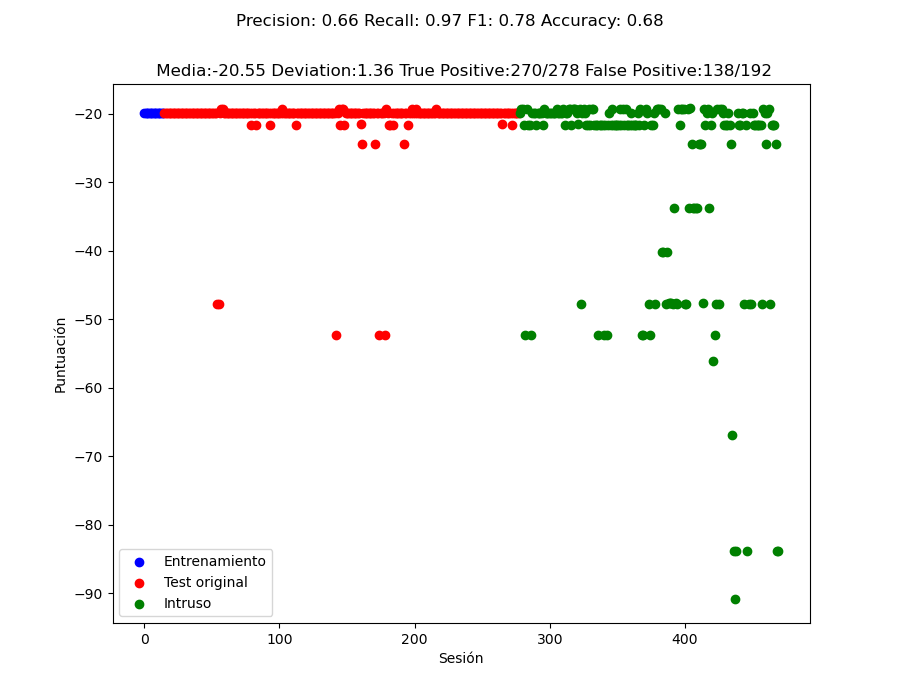 Precision: 0.66 Recall: 0.97 F1: 0.78 Accuracy: 0.68
Media:-20.55 Deviation:1.36 True Positive:270/278 False Positive:138/192
−20
−30
−40
−50
−60
−70
−80
−90
Puntuación
Entrenamiento
Test original
Intruso
0 100 200 300 400
Sesión